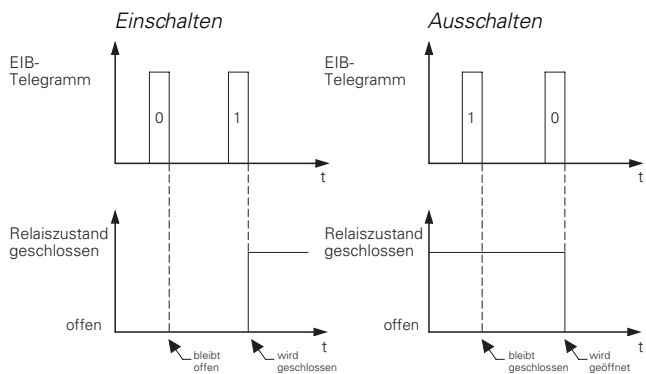 Einschalten
EIB-
Telegramm
0
1
t
Relaiszustand
geschlossen
offen
t
bleibt
offen
wird
geschlossen
Ausschalten
EIB-
Telegramm
1
0
t
Relaiszustand
geschlossen
offen
t
bleibt
geschlossen
wird
geöffnet